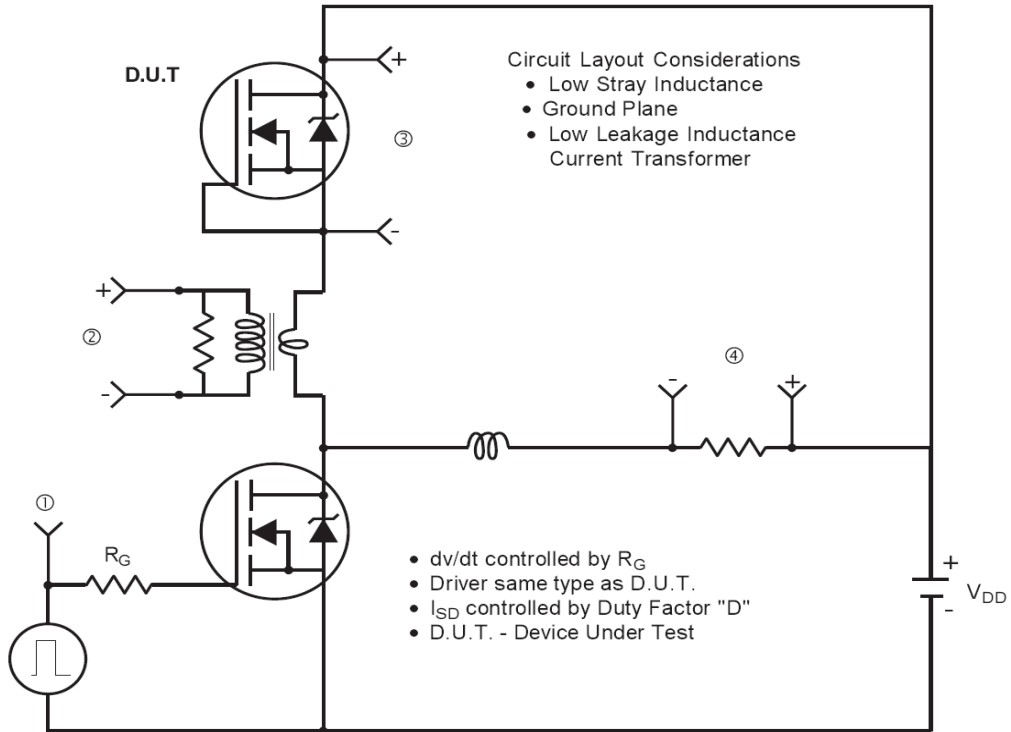 D.U.T
+
Circuit Layout Considerations
• Low Stray Inductance
• Ground Plane
• Low Leakage Inductance
Current Transformer
③
-
+
②
-
④
-
+
①
RG
• dv/dt controlled by RG
• Driver same type as D.U.T.
• ISD controlled by Duty Factor "D"
• D.U.T. - Device Under Test
+
VDD
-